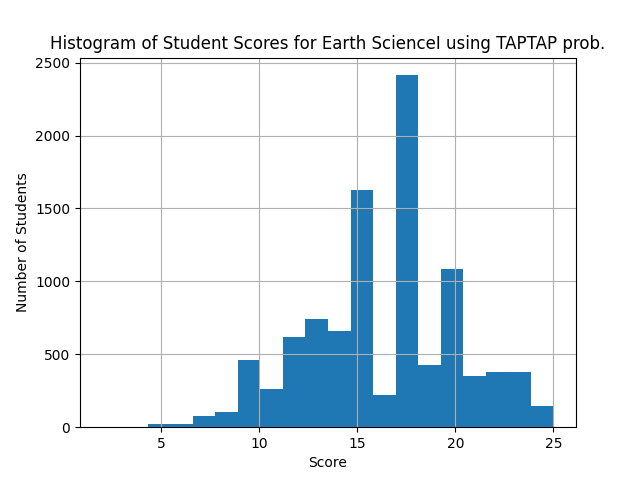 Histogram of Student Scores for Earth ScienceI using TAPTAP prob.
2500
2000
1500
1000
500
0
Number of Students
5 10 15 20 25
Score